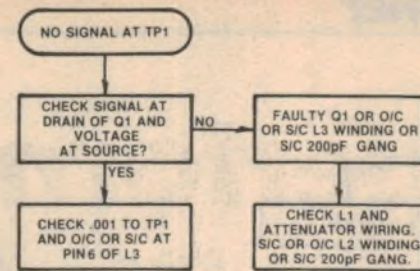 NO SIGNAL AT TP1
CHECK SIGNAL AT
DRAIN OF Q1 AND
VOLTAGE
AT SOURCE?
NO
FAULTY Q1 OR O/C
OR S/C L3 WINDING OR
S/C 200pF GANG
YES
CHECK .001 TO TP1
AND O/C OR S/C AT
PIN 6 OF L3
CHECK L1 AND
ATTENUATOR WIRING.
S/C OR O/C L2 WINDING
OR S/C 200pF GANG.